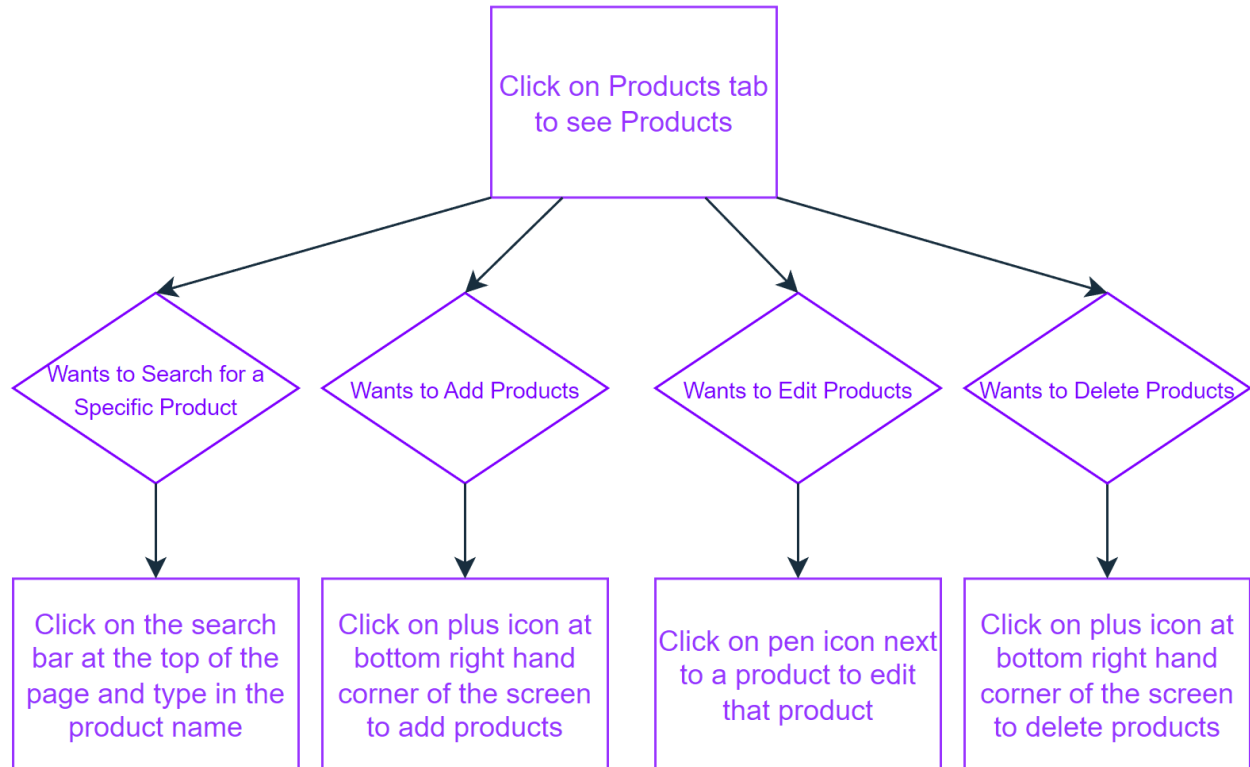 Click on Products tab
to see Products
Wants to Search for a
Specific Product
Wants to Add Products
Wants to Edit Products
Wants to Delete Products
Click on the search
bar at the top of the
page and type in the
product name
Click on plus icon at
bottom right hand
corner of the screen
to add products
Click on pen icon next
to a product to edit
that product
Click on plus icon at
bottom right hand
corner of the screen
to delete products